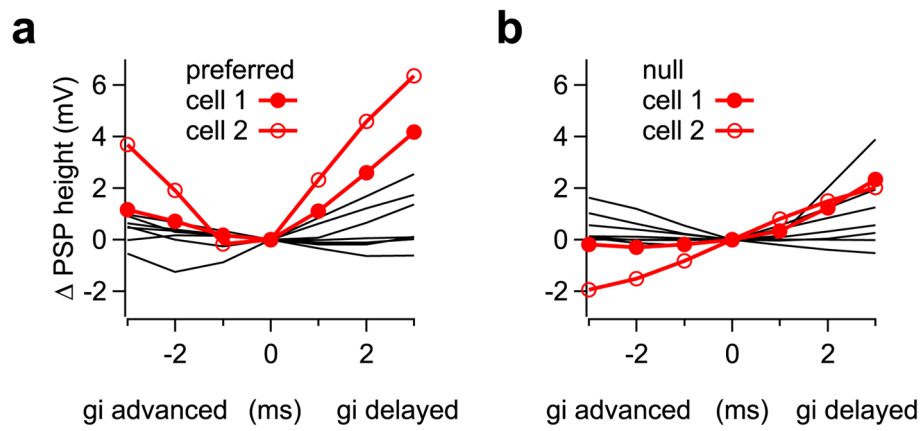 a
preferred
cell 1
cell 2
Δ PSP height (mV)
6
4
2
0
-2
-2
0
2
gi advanced (ms) gi delayed
b
null
cell 1
cell 2
6
4
2
0
-2
-2
0
2
gi advanced (ms) gi delayed